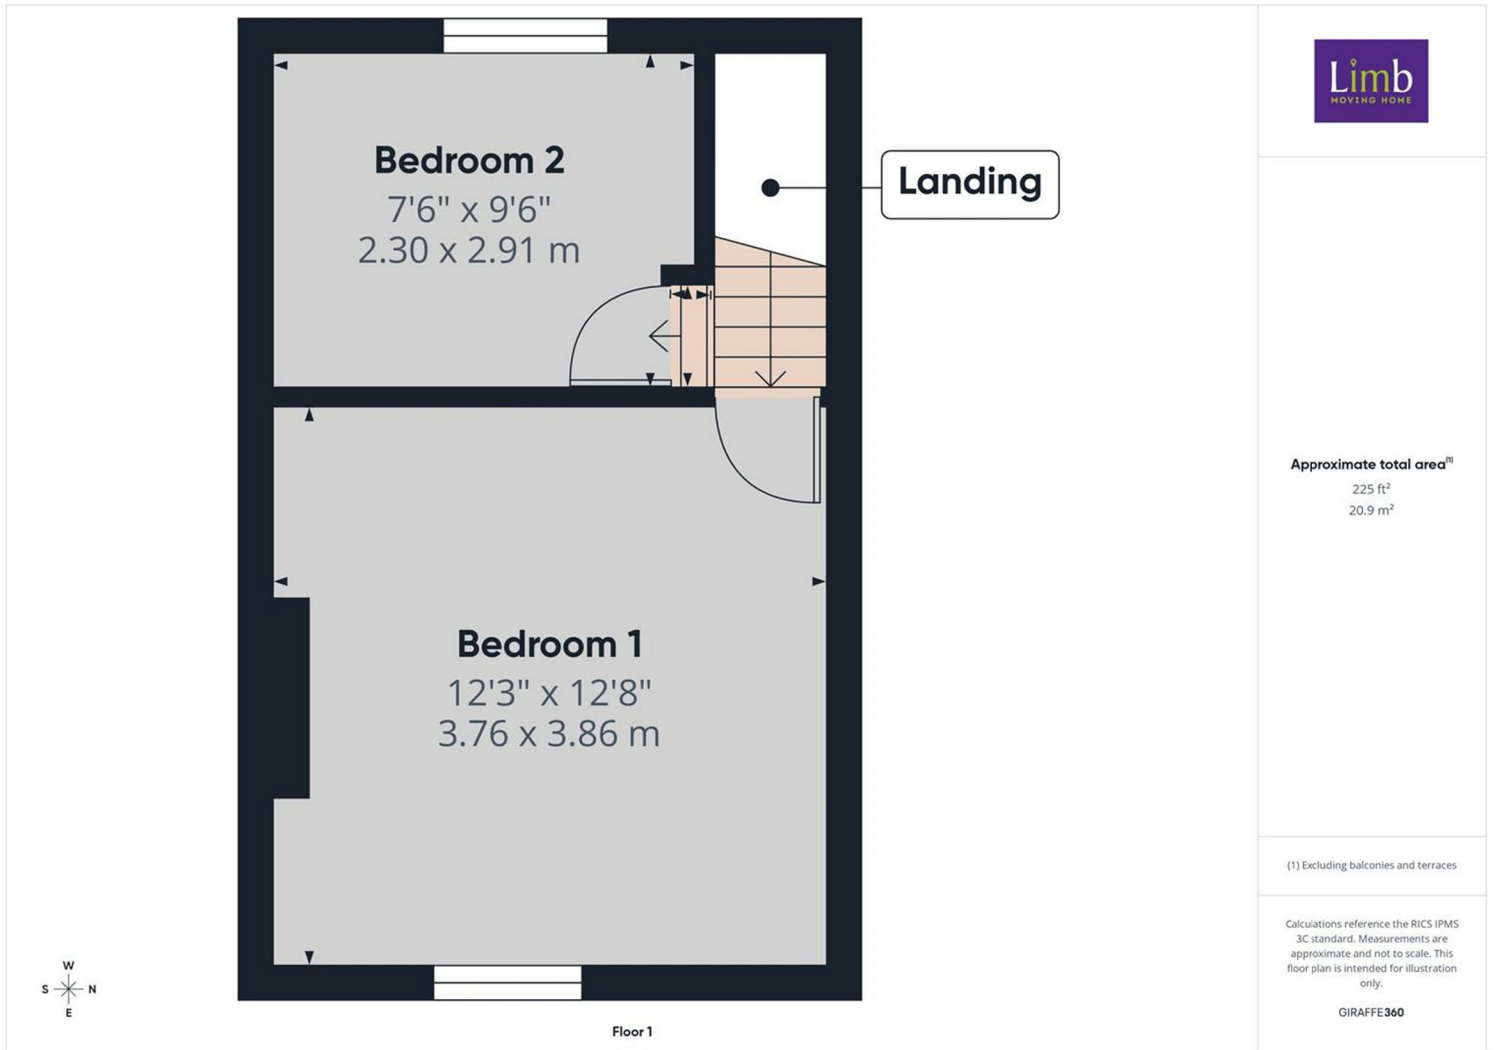 Bedroom 2
7'6" x 9'6"
2.30 x 2.91 m
Landing
Bedroom 1
12'3" x 12'8"
3.76 x 3.86 m
W
S N
E
Floor 1
Limb
MOVING HOME
Approximate total area(1)
225 ft²
20.9 m²
(1) Excluding balconies and terraces
Calculations reference the RICS IPMS
3C standard. Measurements are
approximate and not to scale. This
floor plan is intended for illustration
only.
GIRAFFE360